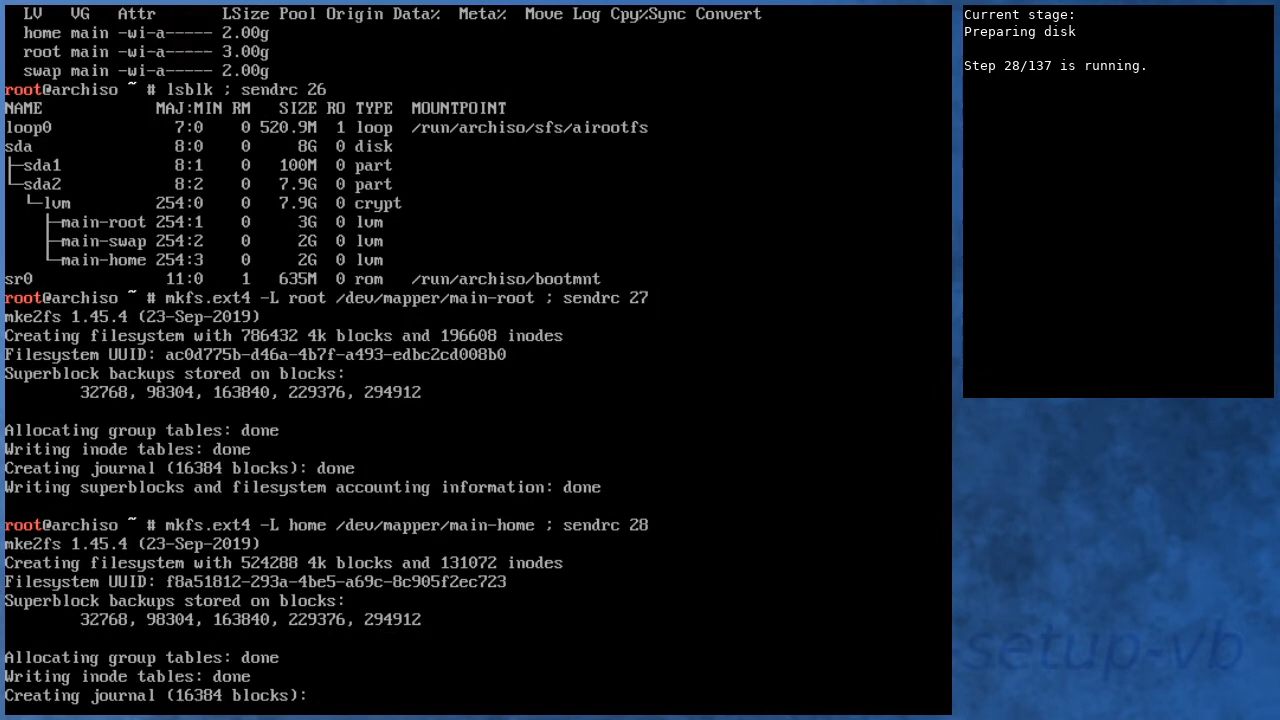 LV   VG   Attr       LSize Pool Origin Data%  Meta%  Move Log Cpy%Sync Convert
  home main -wi-a----- 2.00g
  root main -wi-a----- 3.00g
  swap main -wi-a----- 2.00g
root@archiso ~ # lsblk ; sendrc 26
NAME            MAJ:MIN RM   SIZE RO TYPE  MOUNTPOINT
loop0             7:0    0 520.9M  1 loop  /run/archiso/sfs/airootfs
sda               8:0    0     8G  0 disk
├─sda1            8:1    0   100M  0 part
└─sda2            8:2    0   7.9G  0 part
  └─lvm         254:0    0   7.9G  0 crypt
    ├─main-root 254:1    0     3G  0 lvm
    ├─main-swap 254:2    0     2G  0 lvm
    └─main-home 254:3    0     2G  0 lvm
sr0              11:0    1   635M  0 rom   /run/archiso/bootmnt
root@archiso ~ # mkfs.ext4 -L root /dev/mapper/main-root ; sendrc 27
mke2fs 1.45.4 (23-Sep-2019)
Creating filesystem with 786432 4k blocks and 196608 inodes
Filesystem UUID: ac0d775b-d46a-4b7f-a493-edbc2cd008b0
Superblock backups stored on blocks:
        32768, 98304, 163840, 229376, 294912

Allocating group tables: done
Writing inode tables: done
Creating journal (16384 blocks): done
Writing superblocks and filesystem accounting information: done

root@archiso ~ # mkfs.ext4 -L home /dev/mapper/main-home ; sendrc 28
mke2fs 1.45.4 (23-Sep-2019)
Creating filesystem with 524288 4k blocks and 131072 inodes
Filesystem UUID: f8a51812-293a-4be5-a69c-8c905f2ec723
Superblock backups stored on blocks:
        32768, 98304, 163840, 229376, 294912

Allocating group tables: done
Writing inode tables: done
Creating journal (16384 blocks):
Current stage:
Preparing disk

Step 28/137 is running.
setup-vb